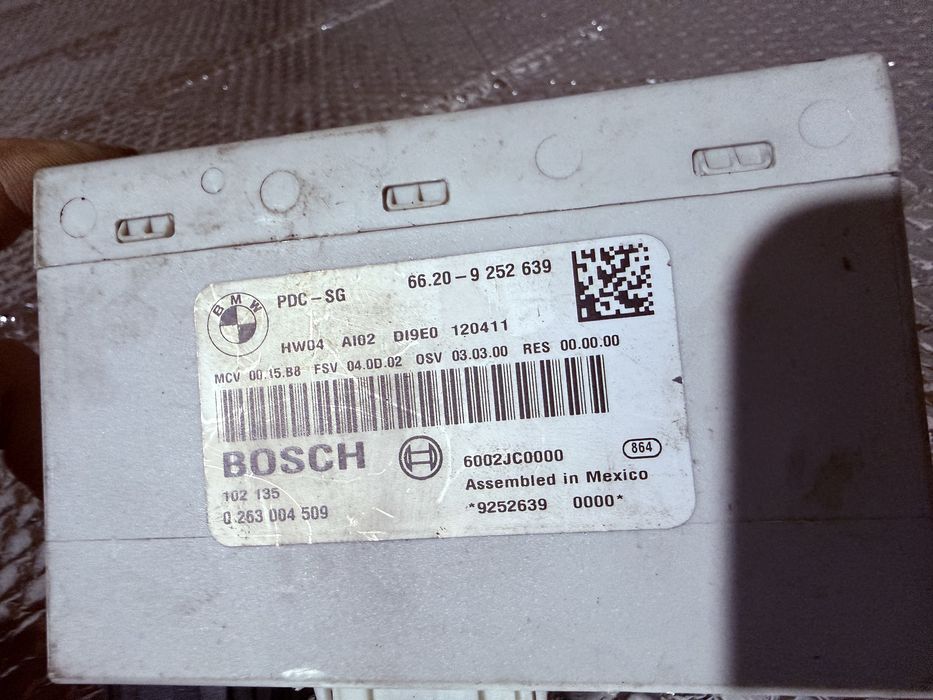 BMW
PDC-SG 66.20-9 252 639
HW04 AI02 DI9E0 120411
MCV 00.15.B8 FSV 04.0D.02 OSV 03.03.00 RES 00.00.00
BOSCH
6002JC0000 864
Assembled in Mexico
102 135
0 263 004 509
*9252639 0000*